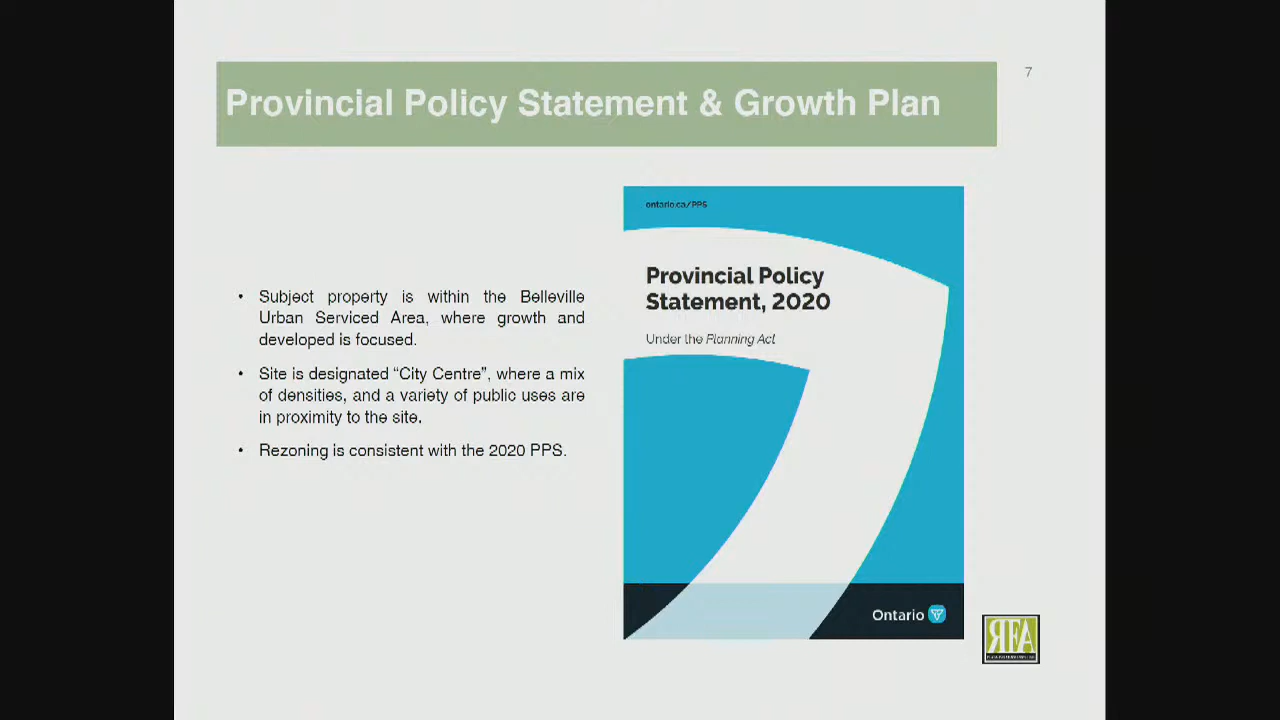 7
Provincial Policy Statement & Growth Plan
• Subject property is within the Belleville
Urban Serviced Area, where growth and
developed is focused.
• Site is designated “City Centre”, where a mix
of densities, and a variety of public uses are
in proximity to the site.
• Rezoning is consistent with the 2020 PPS.
ontario.ca/PPS
Provincial Policy
Statement, 2020
Under the Planning Act
Ontario
RFA